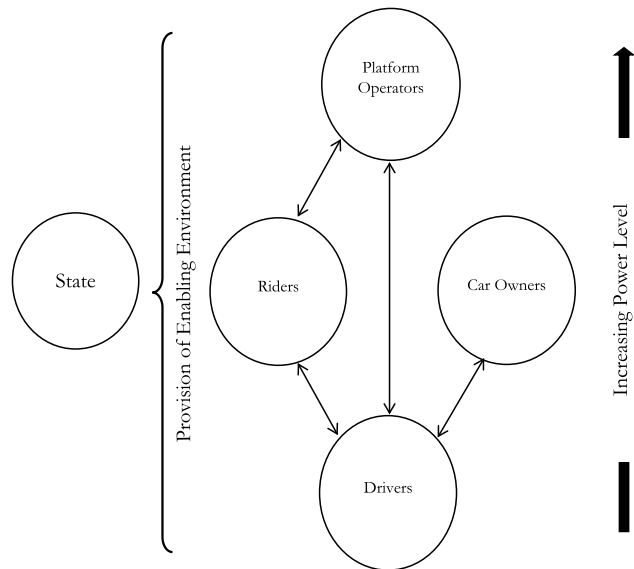 Platform
Operators
State
Provision of Enabling Environment
Riders
Car Owners
Drivers
Increasing Power Level